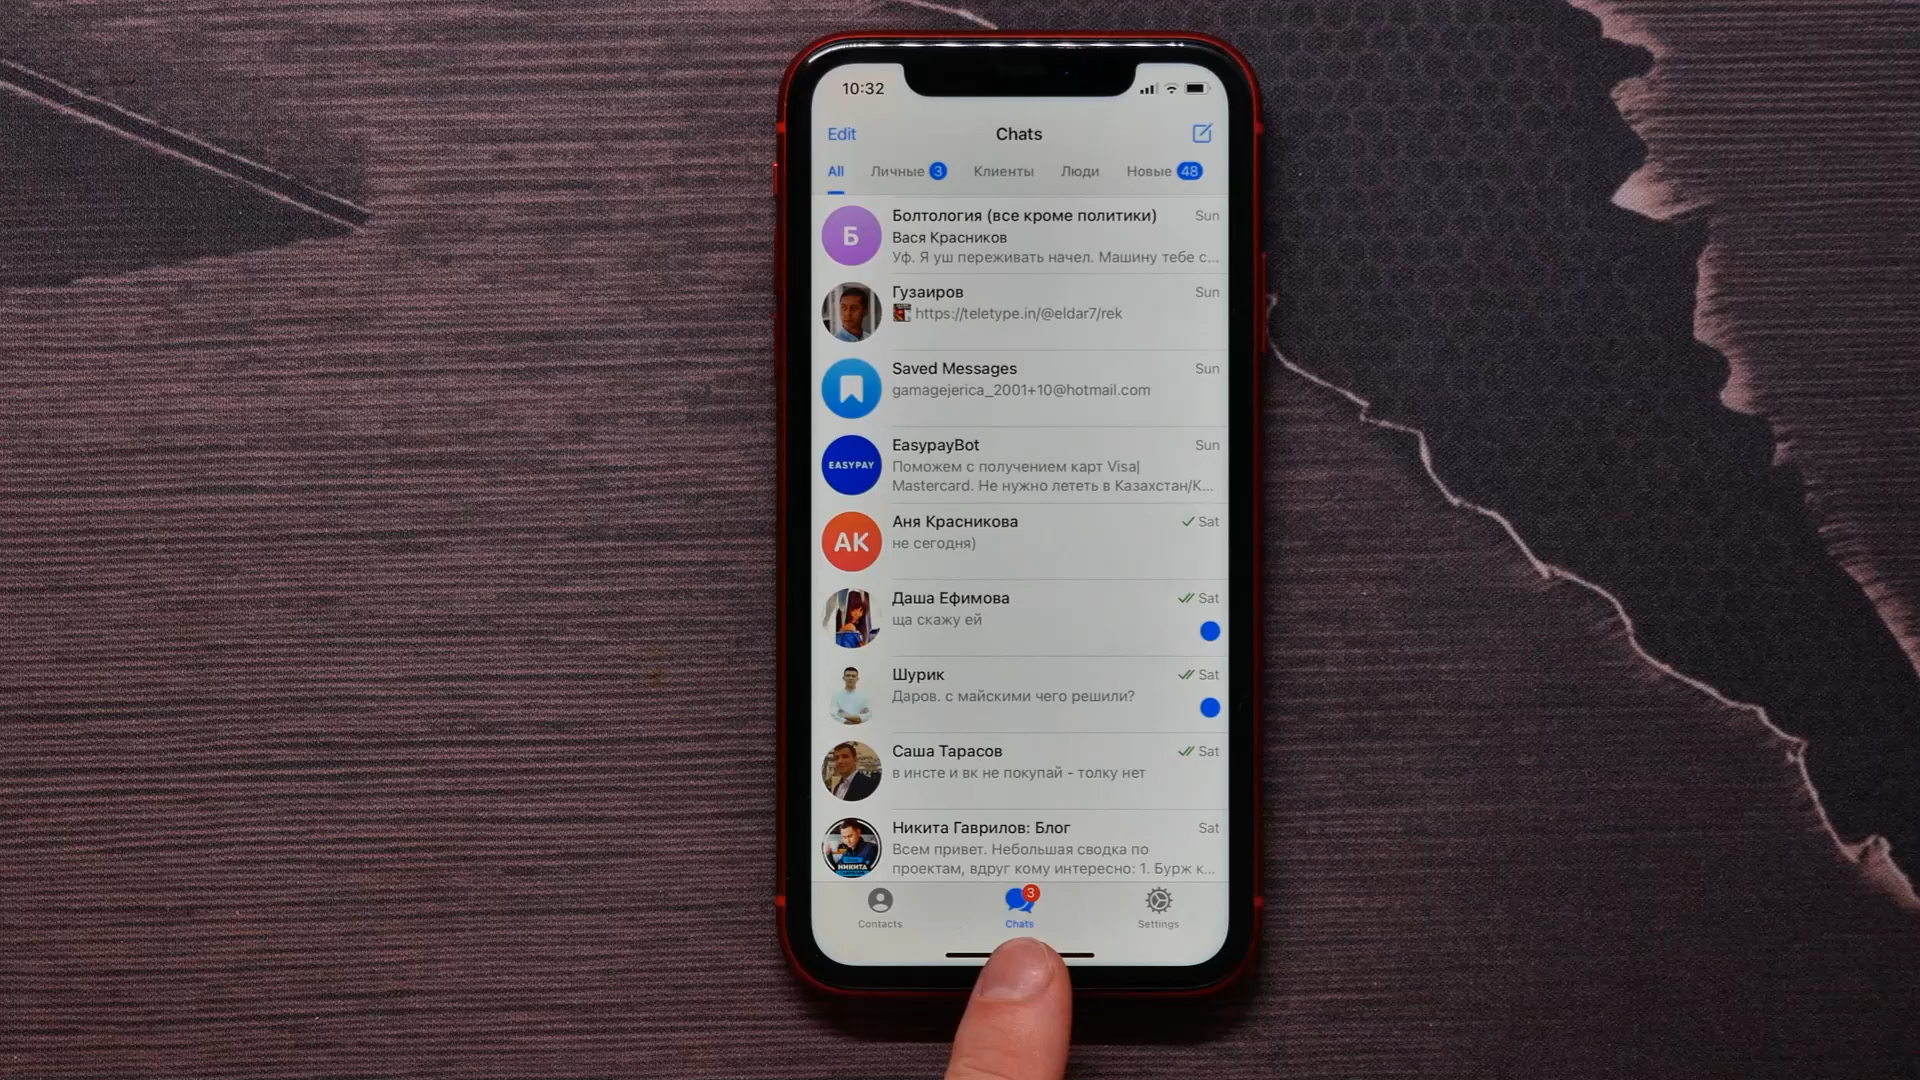 10:32
Edit
Chats
All
Личные 3
Клиенты
Люди
Новые 48
Б
Болтология (все кроме политики)
Sun
Вася Красников
Уф. Я уш переживать начел. Машину тебе с...
Гузаиров
Sun
https://teletype.in/@eldar7/rek
Saved Messages
Sun
gamagejerica_2001+10@hotmail.com
EASYPAY
EasypayBot
Sun
Поможем с получением карт Visa|
Mastercard. Не нужно лететь в Казахстан/К...
АК
Аня Красникова
Sat
не сегодня)
Даша Ефимова
Sat
ща скажу ей
Шурик
Sat
Даров. с майскими чего решили?
Саша Тарасов
Sat
в инсте и вк не покупай - толку нет
НИКИТА
Никита Гаврилов: Блог
Sat
Всем привет. Небольшая сводка по
проектам, вдруг кому интересно: 1. Бурж к...
3
Contacts
Chats
Settings